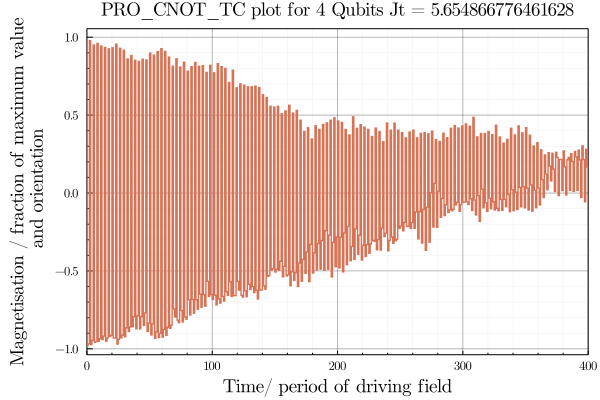 PRO_CNOT_TC plot for 4 Qubits Jt = 5.654866776461628
Magnetisation / fraction of maximum value
and orientation
1.0
0.5
0.0
−0.5
−1.0
0 100 200 300 400
Time/ period of driving field